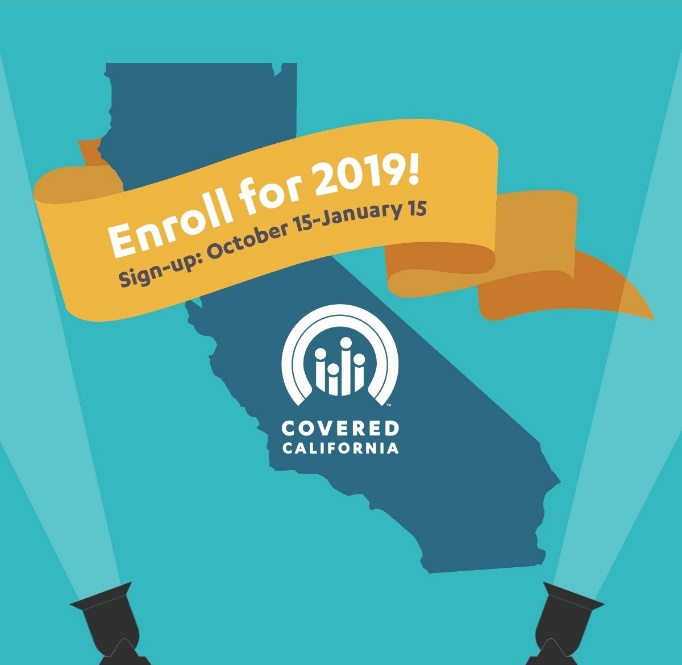 Enroll for 2019!
Sign-up: October 15-January 15
COVERED
CALIFORNIA